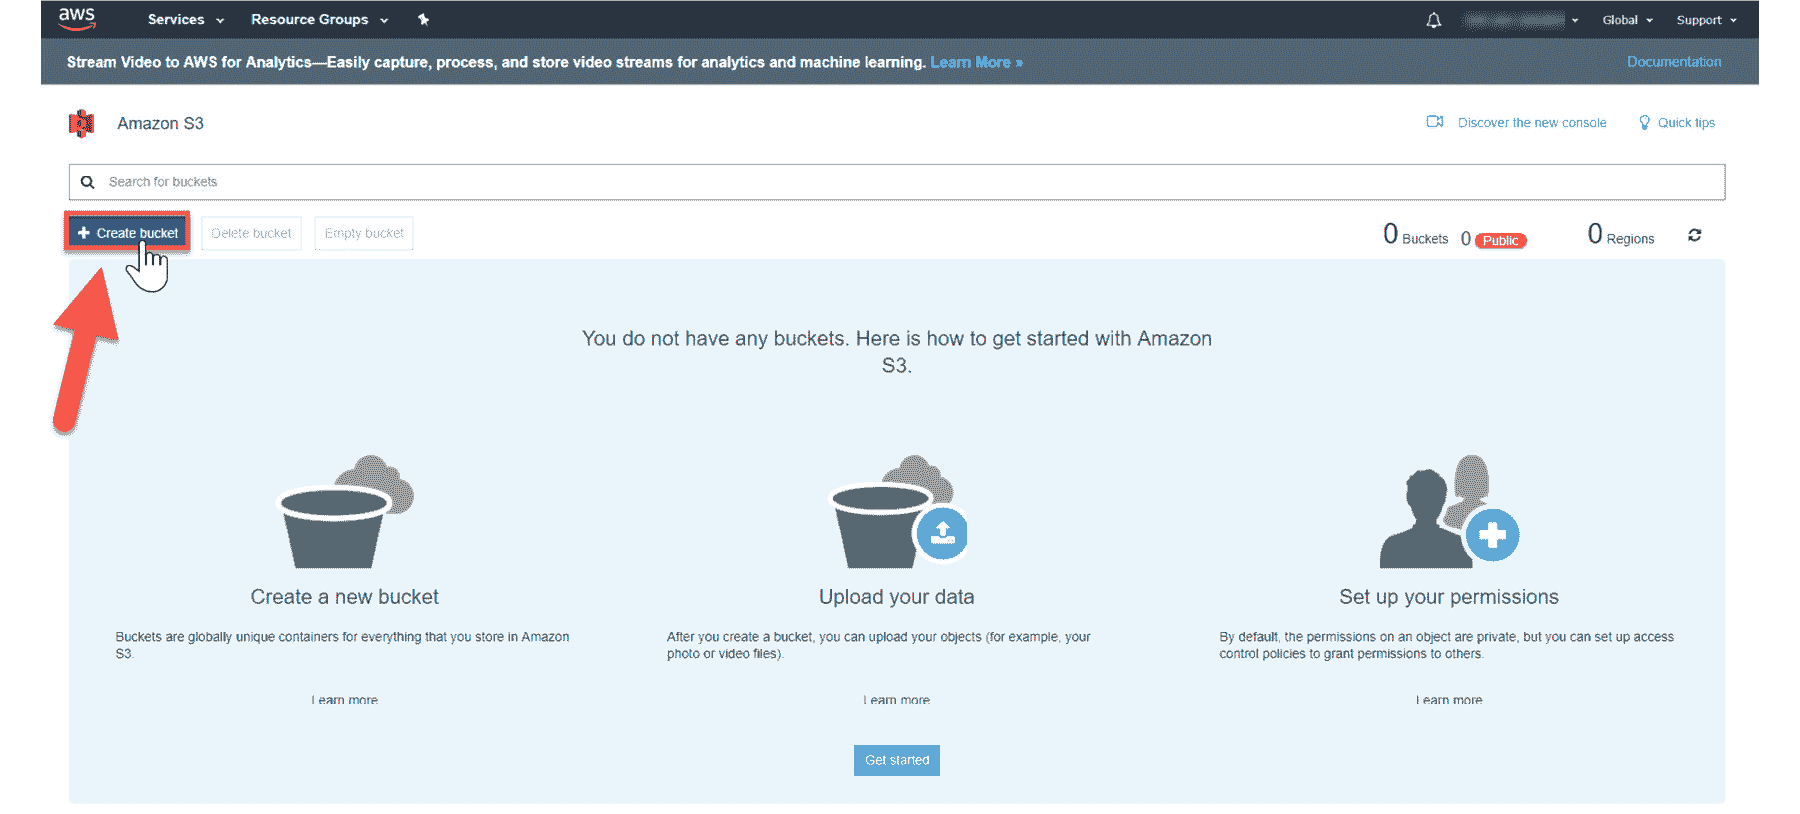 aws Services Resource Groups Global Support
Stream Video to AWS for Analytics—Easily capture, process, and store video streams for analytics and machine learning. Learn More » Documentation
Amazon S3 Discover the new console Quick tips
Search for buckets
+ Create bucket Delete bucket Empty bucket 0 Buckets 0 Public 0 Regions
You do not have any buckets. Here is how to get started with Amazon
S3.
Create a new bucket
Buckets are globally unique containers for everything that you store in Amazon
S3.
Learn more
Upload your data
After you create a bucket, you can upload your objects (for example, your
photo or video files).
Learn more
Set up your permissions
By default, the permissions on an object are private, but you can set up access
control policies to grant permissions to others.
Learn more
Get started